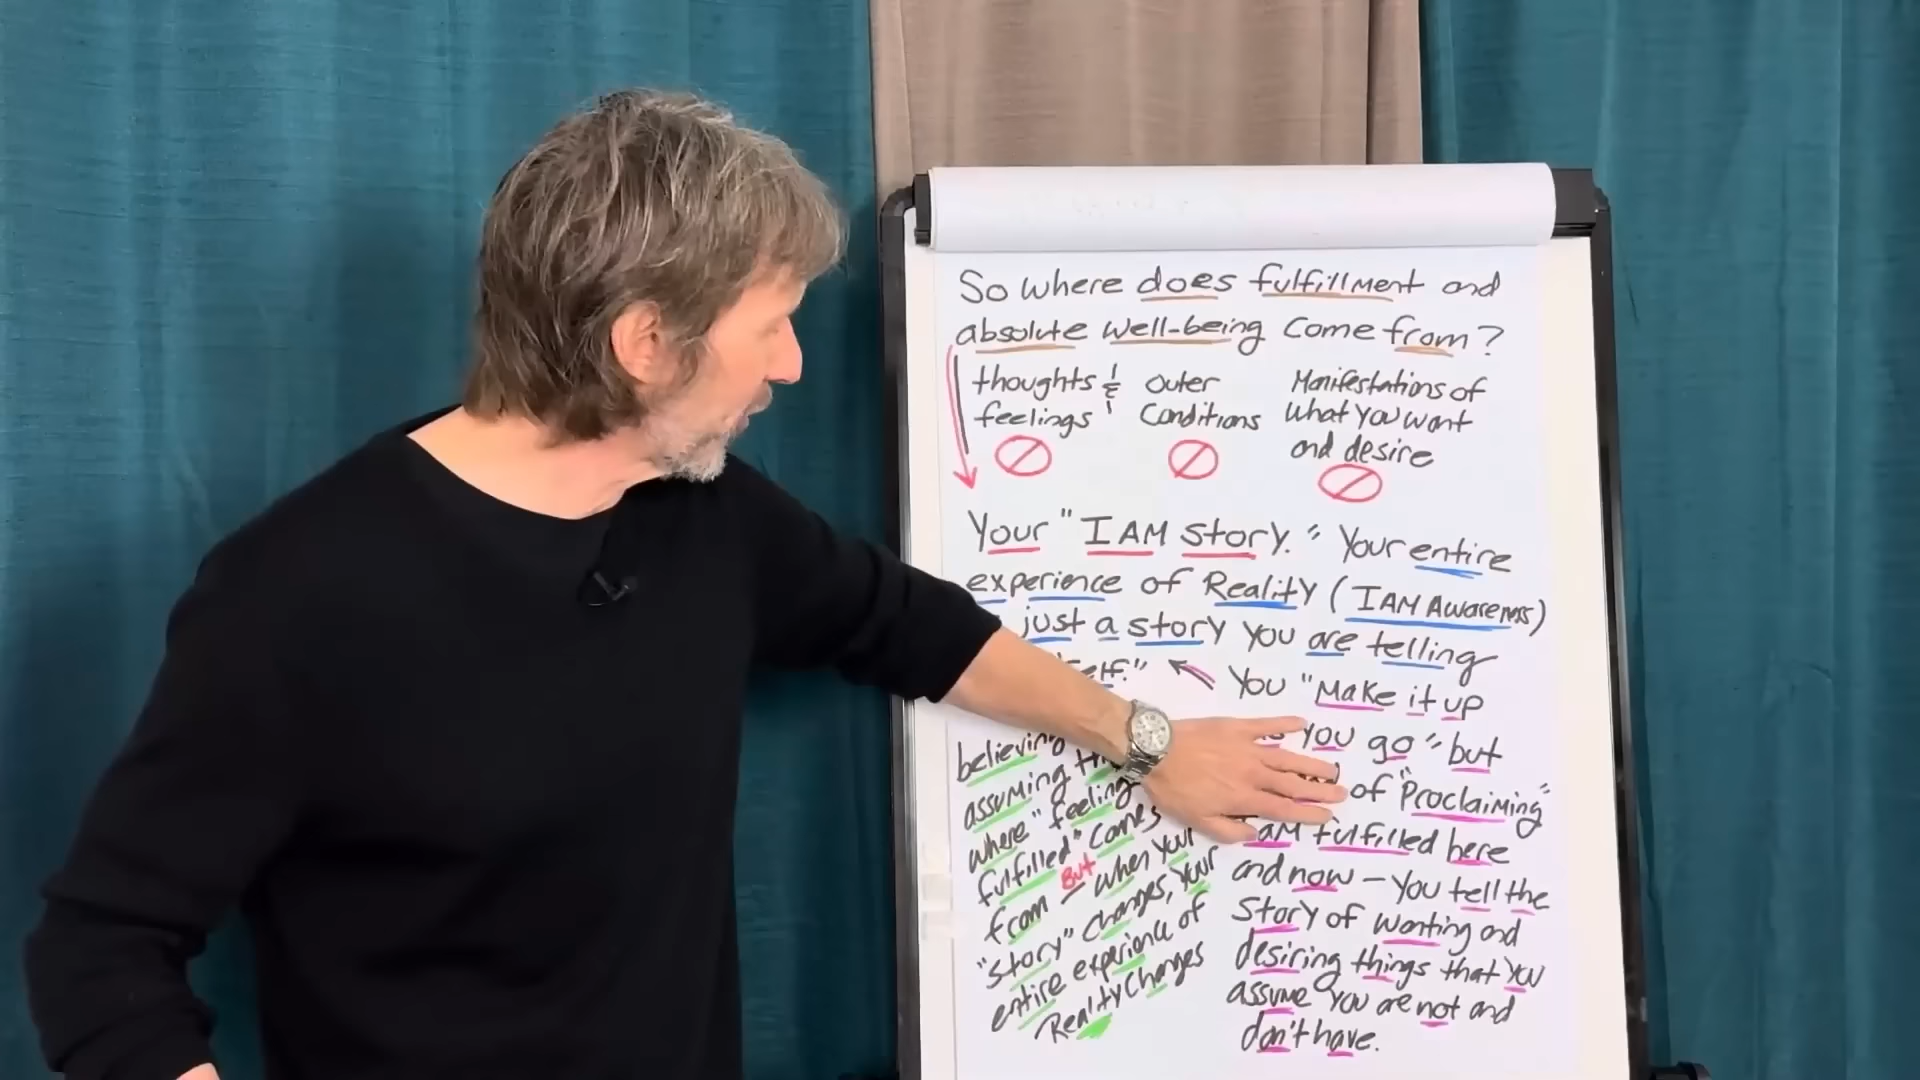 So where does fulfillment and
absolute well-being come from?
thoughts &
feelings
outer
conditions
Manifestations of
what you want
and desire
Your "I AM Story." Your entire
experience of Reality (I AM Awareness)
just a story you are telling
You "Make it up
you go" but
of "Proclaiming"
am fulfilled here
and now – you tell the
Story of wanting and
desiring things that you
assume you are not and
don't have.
believing
assuming
where "feeling
fulfilled" comes
from – But when your
"story" changes, your
entire experience of
Reality changes